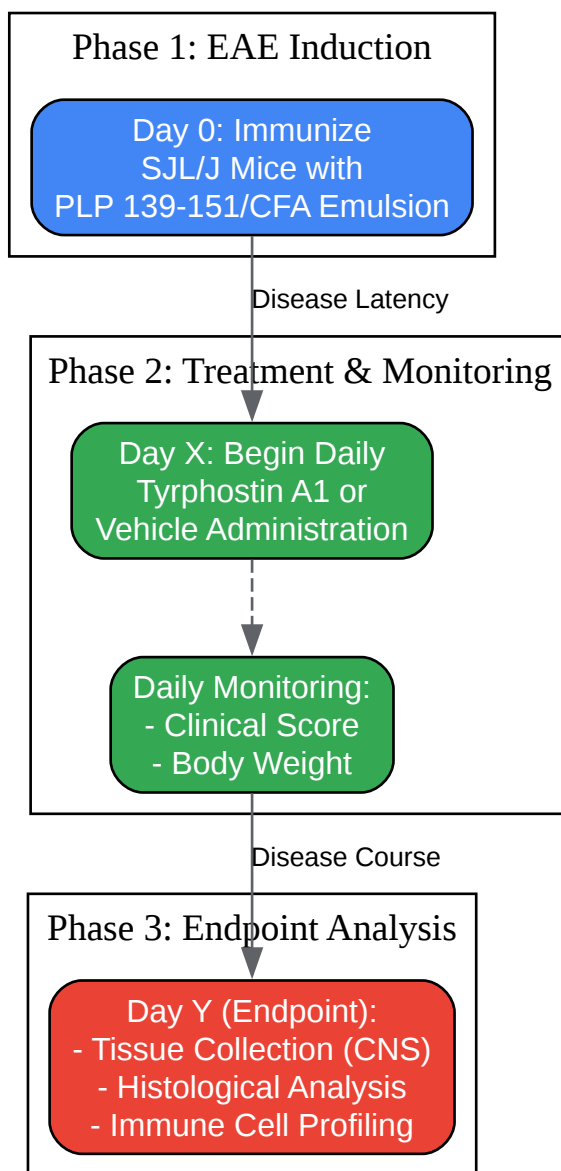 Phase 1: EAE Induction
Day 0: Immunize
SJL/J Mice with
PLP 139-151/CFA Emulsion
Disease Latency
Phase 2: Treatment & Monitoring
Day X: Begin Daily
Tyrphostin A1 or
Vehicle Administration
Daily Monitoring:
- Clinical Score
- Body Weight
Disease Course
Phase 3: Endpoint Analysis
Day Y (Endpoint):
- Tissue Collection (CNS)
- Histological Analysis
- Immune Cell Profiling